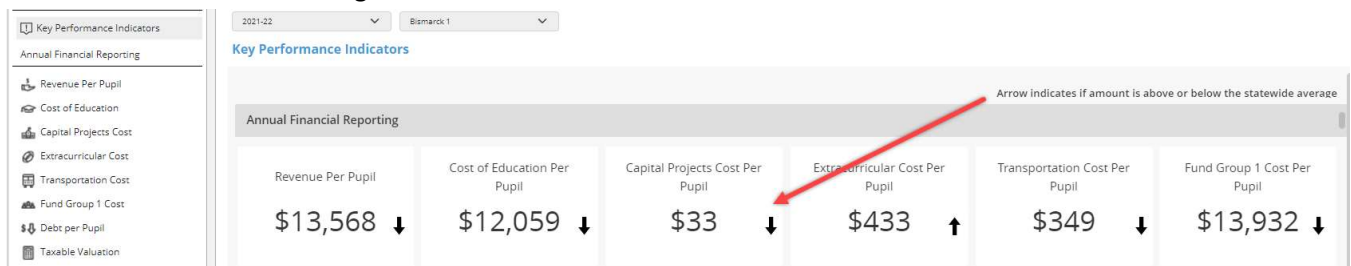 2021-22
Bismarck 1
Key Performance Indicators
Annual Financial Reporting
Revenue Per Pupil
Cost of Education
Capital Projects Cost
Extracurricular Cost
Transportation Cost
Fund Group 1 Cost
Debt per Pupil
Taxable Valuation
Key Performance Indicators
Arrow indicates if amount is above or below the statewide average
Annual Financial Reporting
Revenue Per Pupil
$13,568
Cost of Education Per
Pupil
$12,059
Capital Projects Cost Per
Pupil
$33
Extracurricular Cost Per
Pupil
$433
Transportation Cost Per
Pupil
$349
Fund Group 1 Cost Per
Pupil
$13,932